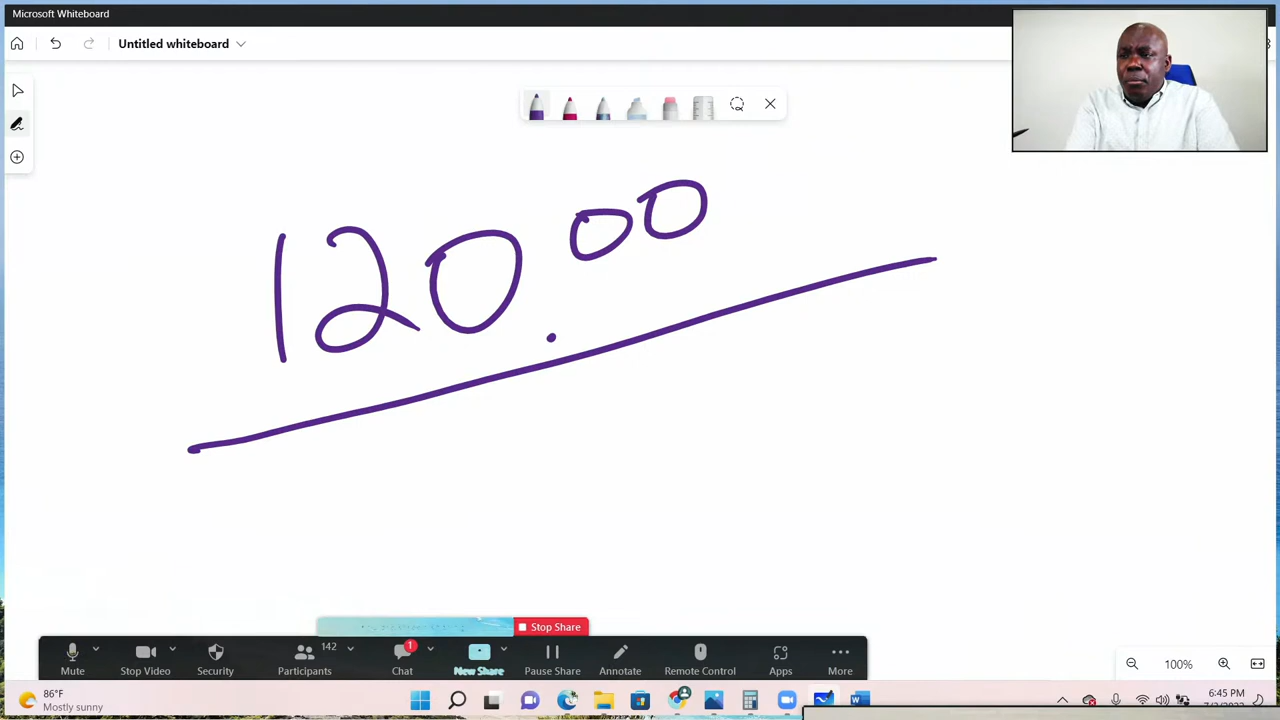 Microsoft Whiteboard
Untitled whiteboard
120.00
Stop Share
142
1
Mute
Stop Video
Security
Participants
Chat
New Share
Pause Share
Annotate
Remote Control
Apps
More
100%
86°F
Mostly sunny
6:45 PM